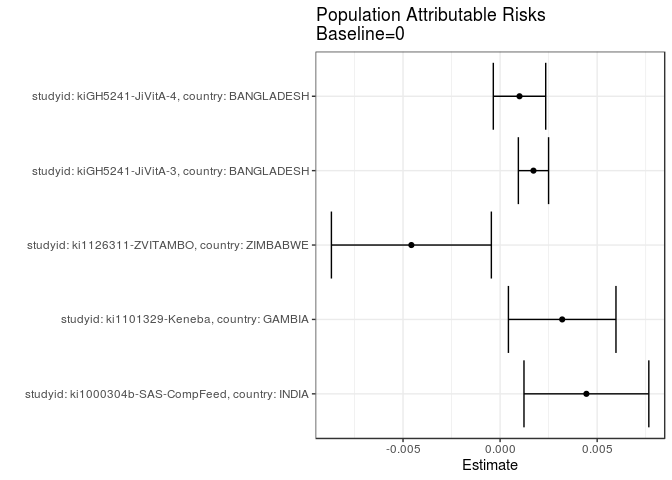 Population Attributable Risks
Baseline=0
studyid: kiGH5241-JiVitA-4, country: BANGLADESH
studyid: kiGH5241-JiVitA-3, country: BANGLADESH
studyid: ki1126311-ZVITAMBO, country: ZIMBABWE
studyid: ki1101329-Keneba, country: GAMBIA
studyid: ki1000304b-SAS-CompFeed, country: INDIA
-0.005 0.000 0.005
Estimate